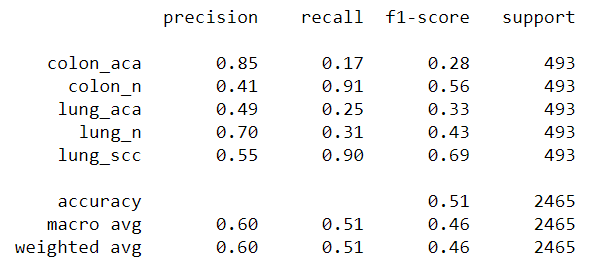 precision recall f1-score support
colon_aca 0.85 0.17 0.28 493
colon_n 0.41 0.91 0.56 493
lung_aca 0.49 0.25 0.33 493
lung_n 0.70 0.31 0.43 493
lung_scc 0.55 0.90 0.69 493
accuracy 0.51 2465
macro avg 0.60 0.51 0.46 2465
weighted avg 0.60 0.51 0.46 2465